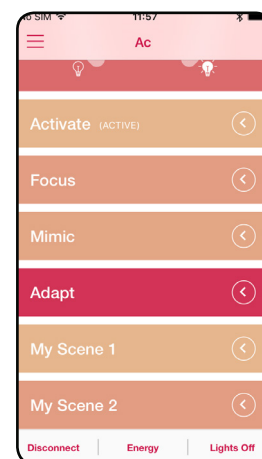 No SIM 11:57
Ac
Activate (ACTIVE)
Focus
Mimic
Adapt
My Scene 1
My Scene 2
Disconnect Energy Lights Off